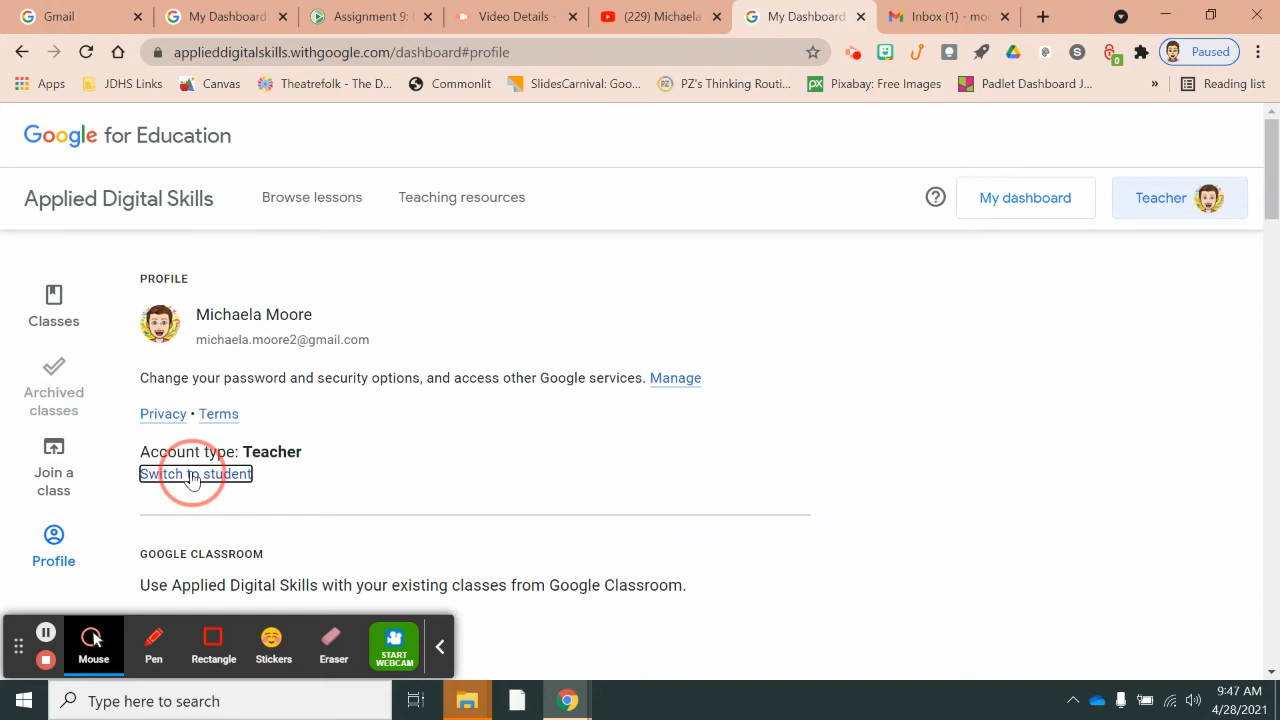 Gmail
My Dashboard
Assignment 9:
Video Details -
(229) Michaela
My Dashboard
Inbox (1) - moo
applieddigitalskills.withgoogle.com/dashboard#profile
Paused
Apps
JDHS Links
Canvas
Theatrefolk - The D...
Commonlit
SlidesCarnival: Goo...
PZ's Thinking Routi...
Pixabay: Free Images
Padlet Dashboard J...
»
Reading list
Google for Education
Applied Digital Skills
Browse lessons
Teaching resources
My dashboard
Teacher
Classes
Archived
classes
Join a
class
Profile
PROFILE
Michaela Moore
michaela.moore2@gmail.com
Change your password and security options, and access other Google services. Manage
Privacy • Terms
Account type: Teacher
Switch to student
GOOGLE CLASSROOM
Use Applied Digital Skills with your existing classes from Google Classroom.
Mouse
Pen
Rectangle
Stickers
Eraser
START
WEBCAM
Type here to search
9:47 AM
4/28/2021